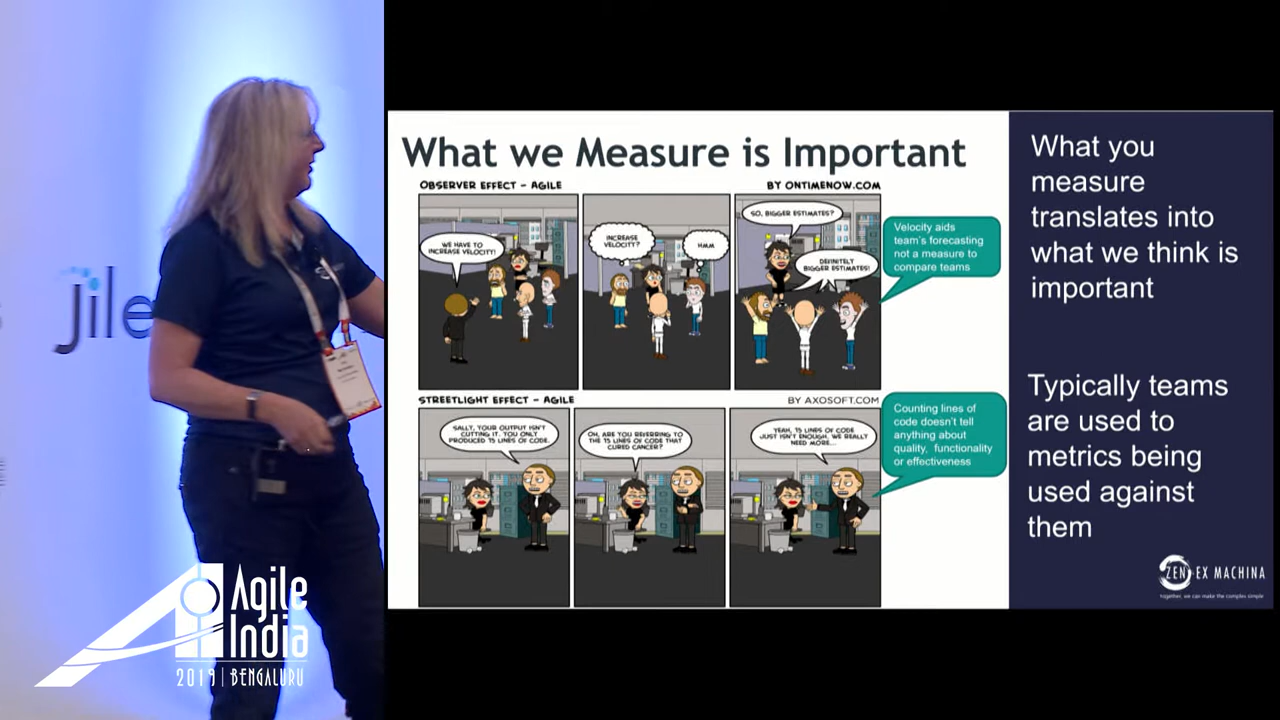 jile
What we Measure is Important
OBSERVER EFFECT - AGILE
BY ONTIMENOW.COM
WE HAVE TO
INCREASE VELOCITY!
INCREASE
VELOCITY?
HMM
SO, BIGGER ESTIMATES?
DEFINITELY
BIGGER ESTIMATES!
Velocity aids
team's forecasting
not a measure to
compare teams
STREETLIGHT EFFECT - AGILE
BY AXOSOFT.COM
SALLY, YOUR OUTPUT ISN'T
CUTTING IT. YOU ONLY
PRODUCED 15 LINES OF CODE.
OH, ARE YOU REFERRING TO
THE 15 LINES OF CODE THAT
CURED CANCER?
YEAH, 15 LINES OF CODE
JUST ISN'T ENOUGH, WE REALLY
NEED MORE...
Counting lines of
code doesn't tell
anything about
quality, functionality
or effectiveness
What you
measure
translates into
what we think is
important
Typically teams
are used to
metrics being
used against
them
ZEN EX MACHINA
together, we can make the complex simple
Agile
India
2019 | BENGALURU